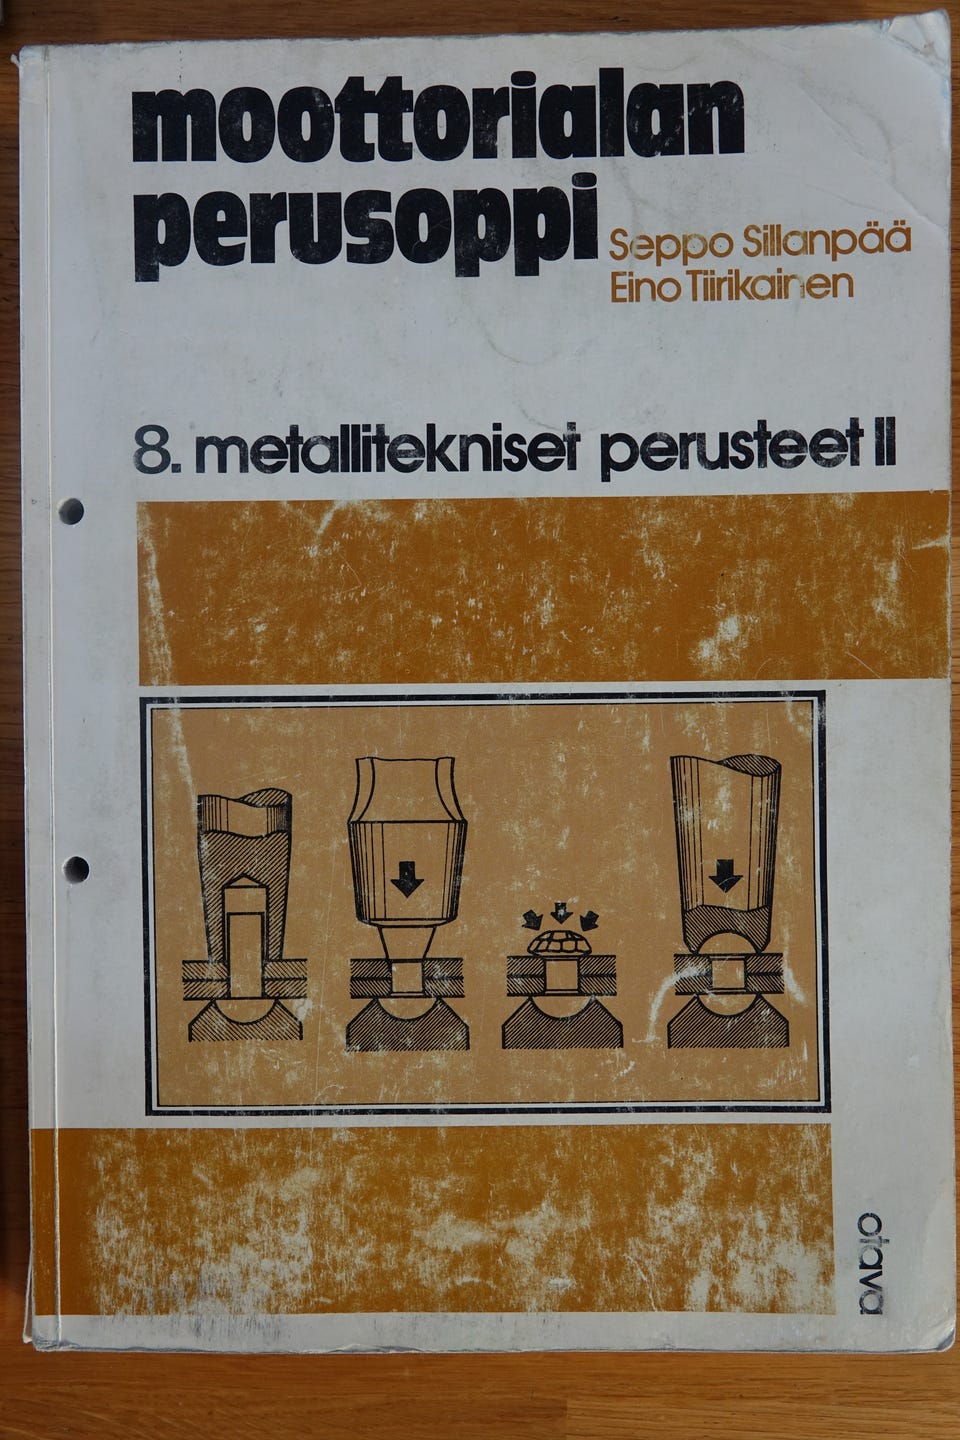 moottorialan
perusoppi
Seppo Sillanpää
Eino Tiirikainen
8. metallitekniset perusteet II
otava